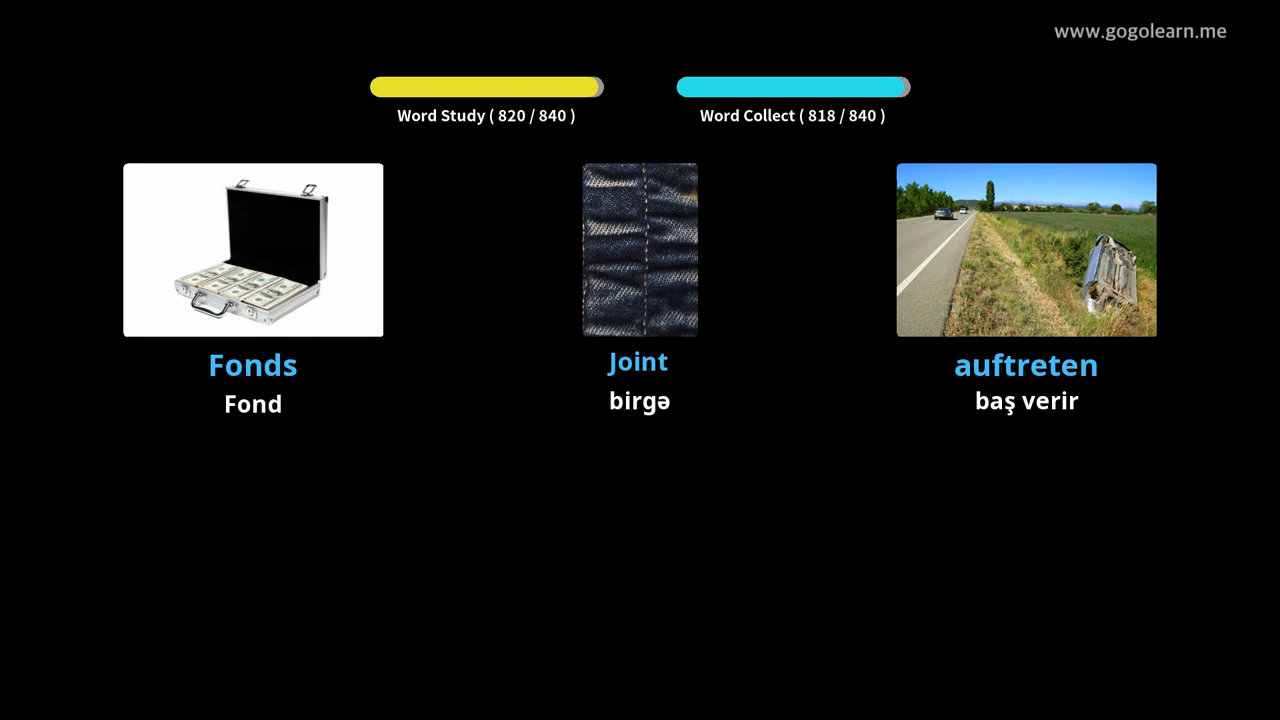 www.gogolearn.me
Word Study ( 820 / 840 )
Word Collect ( 818 / 840 )
Fonds
Joint
auftreten
Fond
birgə
baş verir